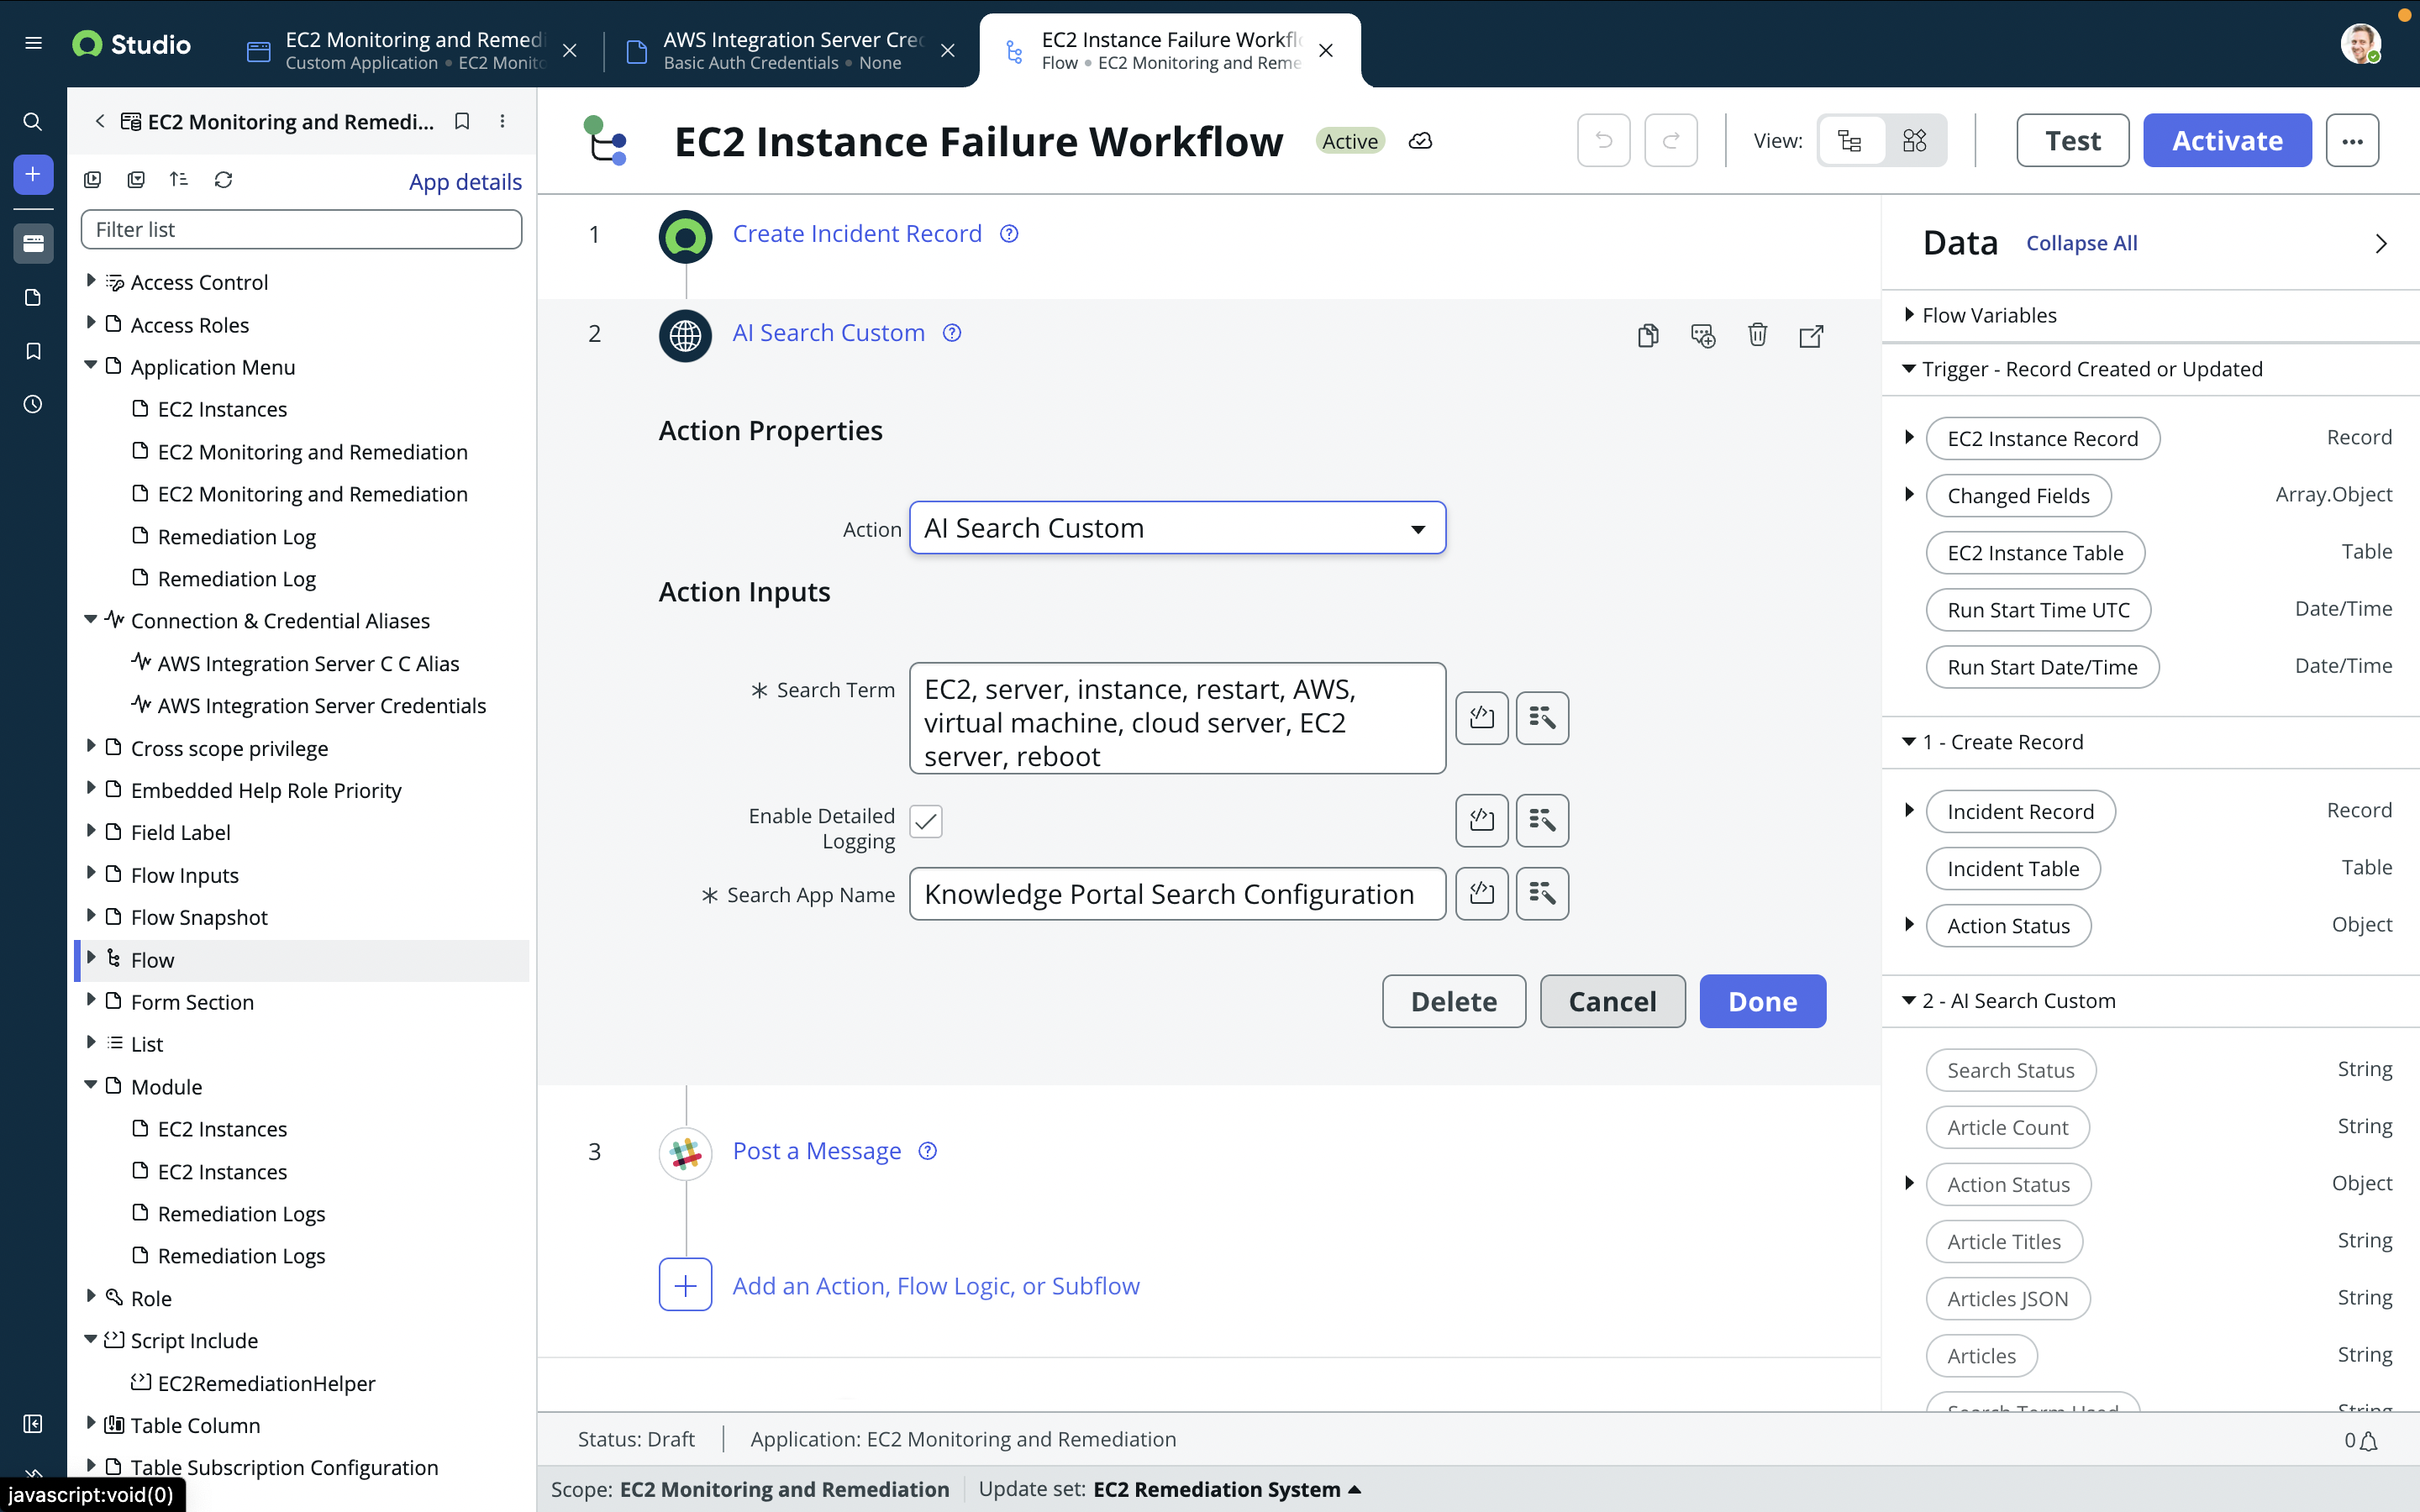 Studio
EC2 Monitoring and Remedi
Custom Application • EC2 Monito
AWS Integration Server Cre
Basic Auth Credentials • None
EC2 Instance Failure Workfl
Flow • EC2 Monitoring and Reme
EC2 Monitoring and Remedi...
App details
Filter list
Access Control
Access Roles
Application Menu
EC2 Instances
EC2 Monitoring and Remediation
EC2 Monitoring and Remediation
Remediation Log
Remediation Log
Connection & Credential Aliases
AWS Integration Server C C Alias
AWS Integration Server Credentials
Cross scope privilege
Embedded Help Role Priority
Field Label
Flow Inputs
Flow Snapshot
Flow
Form Section
List
Module
EC2 Instances
EC2 Instances
Remediation Logs
Remediation Logs
Role
Script Include
EC2RemediationHelper
Table Column
Table Subscription Configuration
javascript:void(0)
EC2 Instance Failure Workflow
Active
View:
Test
Activate
1
Create Incident Record
2
AI Search Custom
Action Properties
Action AI Search Custom
Action Inputs
Search Term
EC2, server, instance, restart, AWS,
virtual machine, cloud server, EC2
server, reboot
Enable Detailed
Logging
Search App Name Knowledge Portal Search Configuration
Delete
Cancel
Done
3
Post a Message
Add an Action, Flow Logic, or Subflow
Data
Collapse All
Flow Variables
Trigger - Record Created or Updated
EC2 Instance Record Record
Changed Fields Array.Object
EC2 Instance Table Table
Run Start Time UTC Date/Time
Run Start Date/Time Date/Time
1 - Create Record
Incident Record Record
Incident Table Table
Action Status Object
2 - AI Search Custom
Search Status String
Article Count String
Action Status Object
Article Titles String
Articles JSON String
Articles String
Search Term Used String
Status: Draft
Application: EC2 Monitoring and Remediation
0
Scope: EC2 Monitoring and Remediation
Update set: EC2 Remediation System